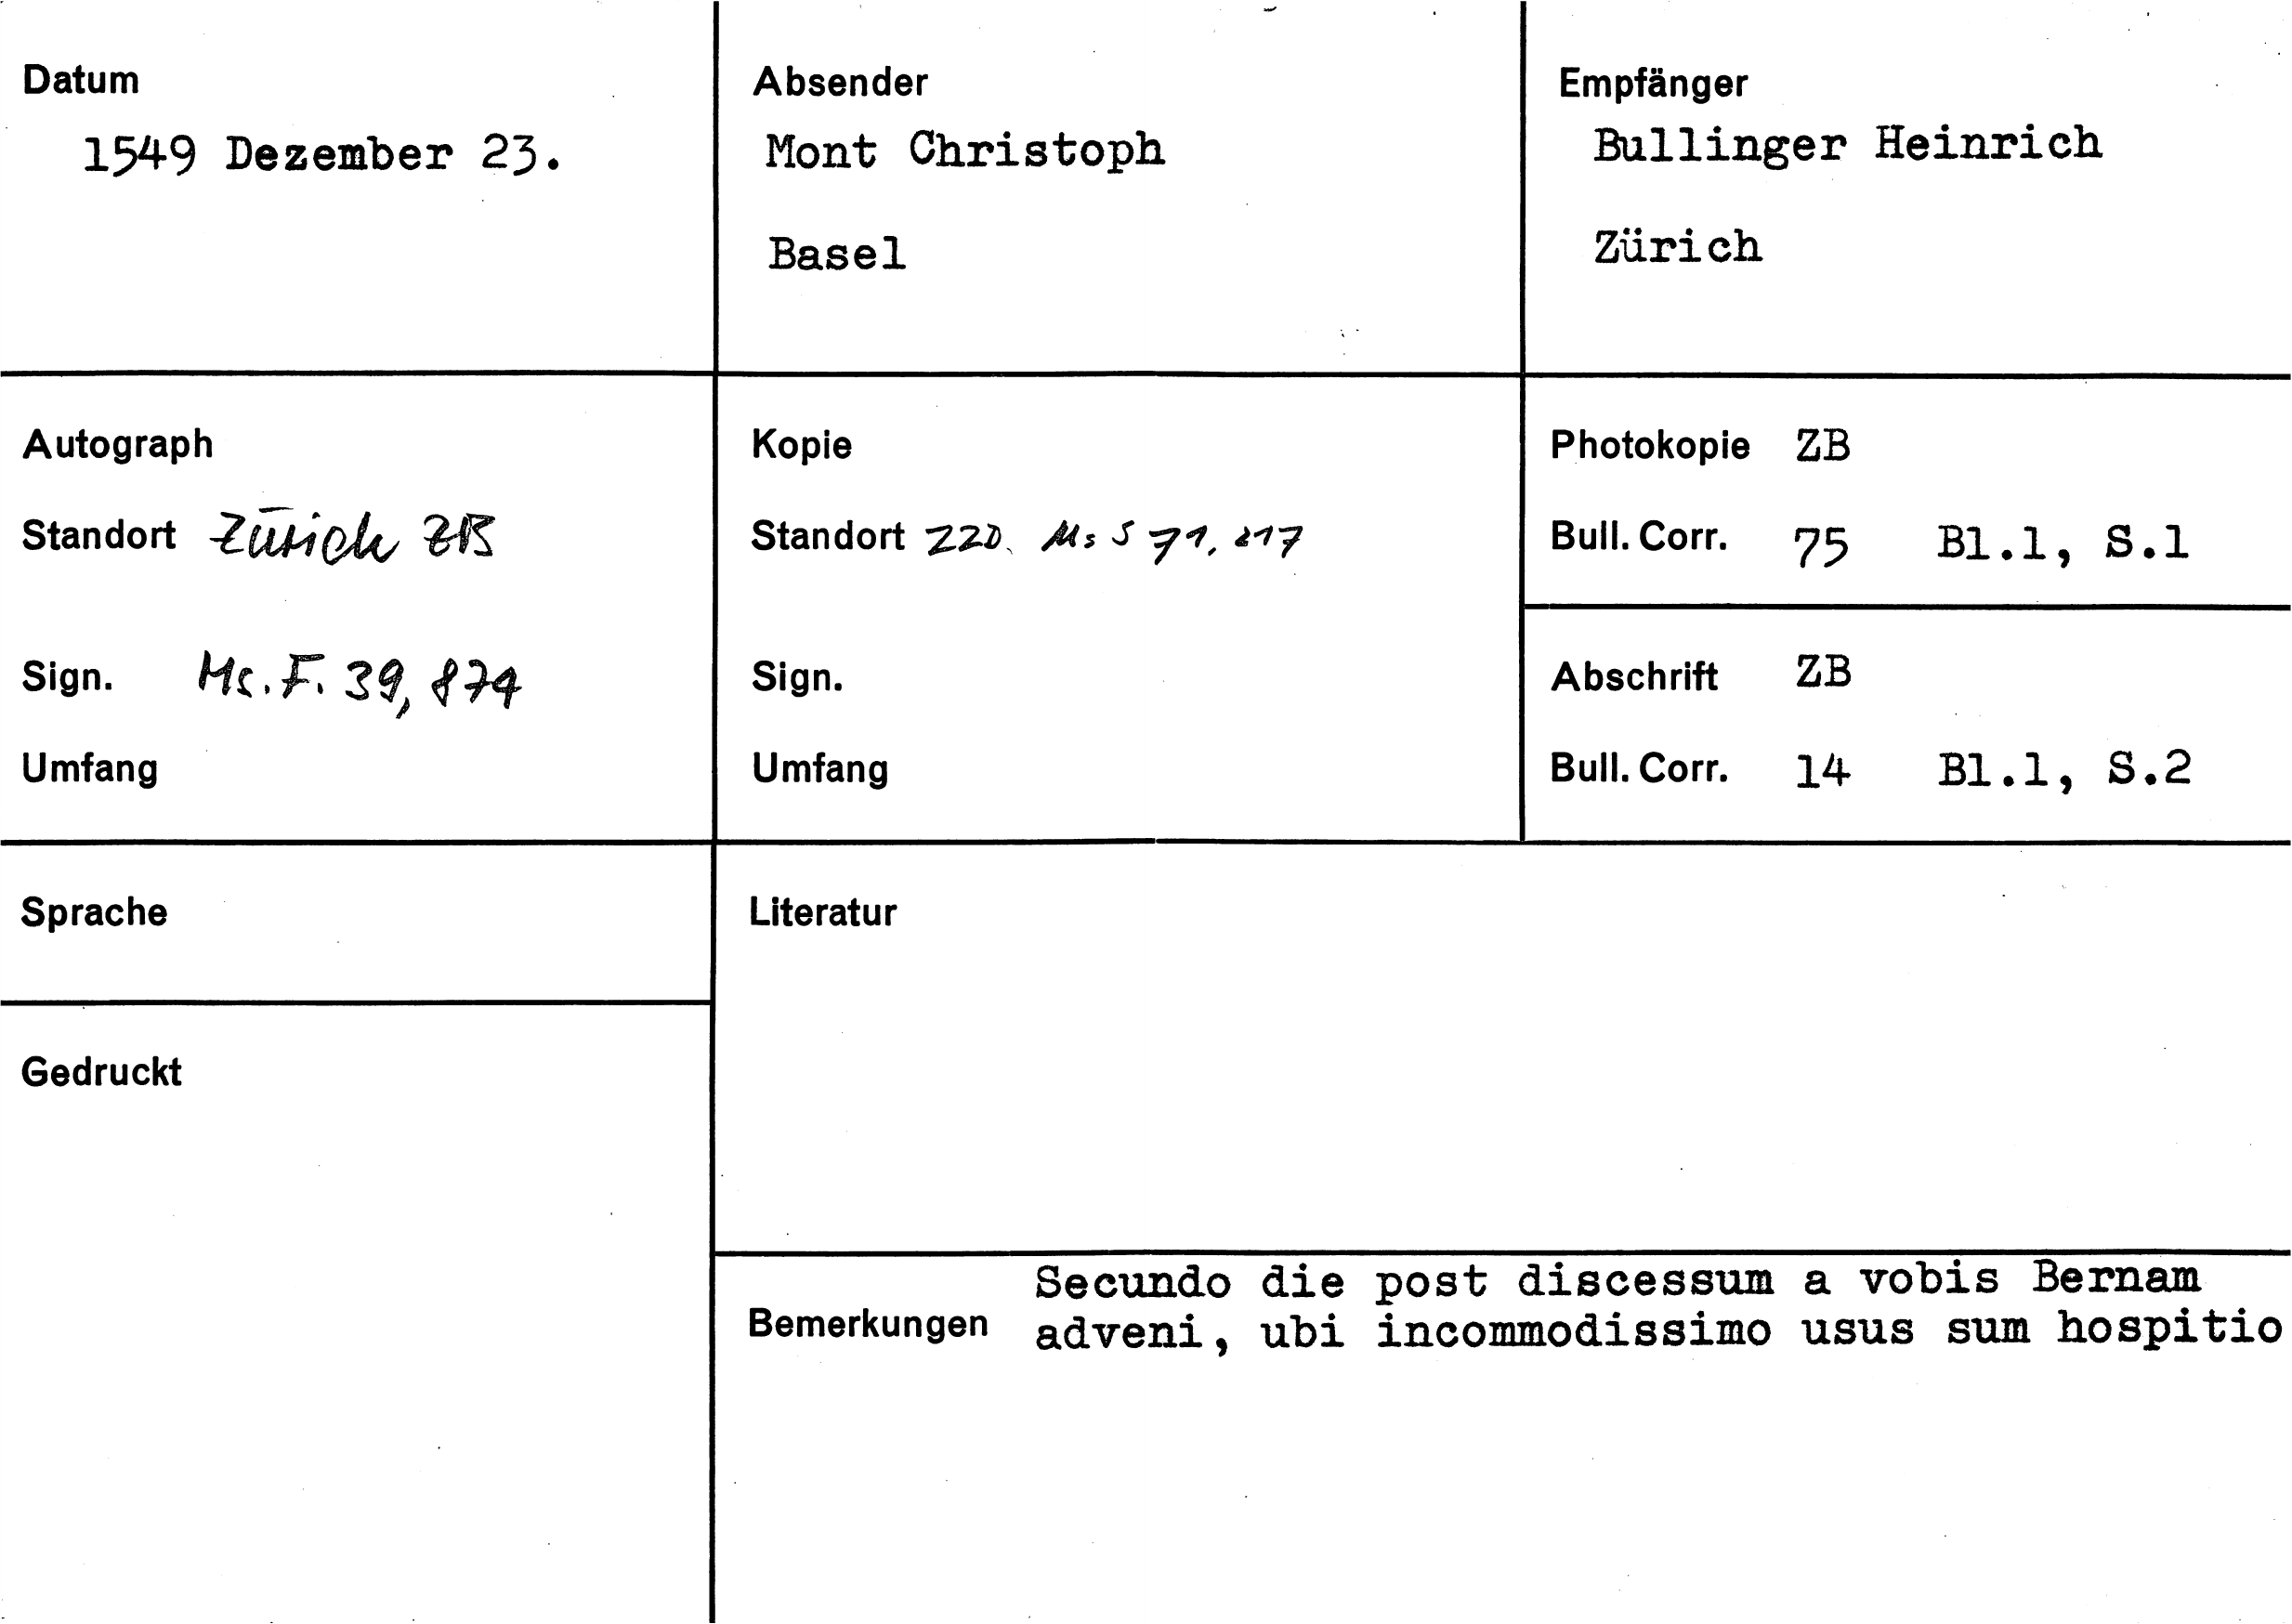 Datum
1549 Dezember 23.
Absender
Mont Christoph
Basel
Empfänger
Bullinger Heinrich
Zürich
Autograph
Standort Zürich ZB
Sign. Ms. F. 39, 874
Umfang
Kopie
Standort ZZB. Ms S 71, 217
Sign.
Umfang
Photokopie ZB
Bull. Corr. 75 Bl.1, S.1
Abschrift ZB
Bull. Corr. 14 Bl.1, S.2
Sprache
Literatur
Gedruckt
Bemerkungen
Secundo die post discessum a vobis Bernam
adveni, ubi incommodissimo usus sum hospitio